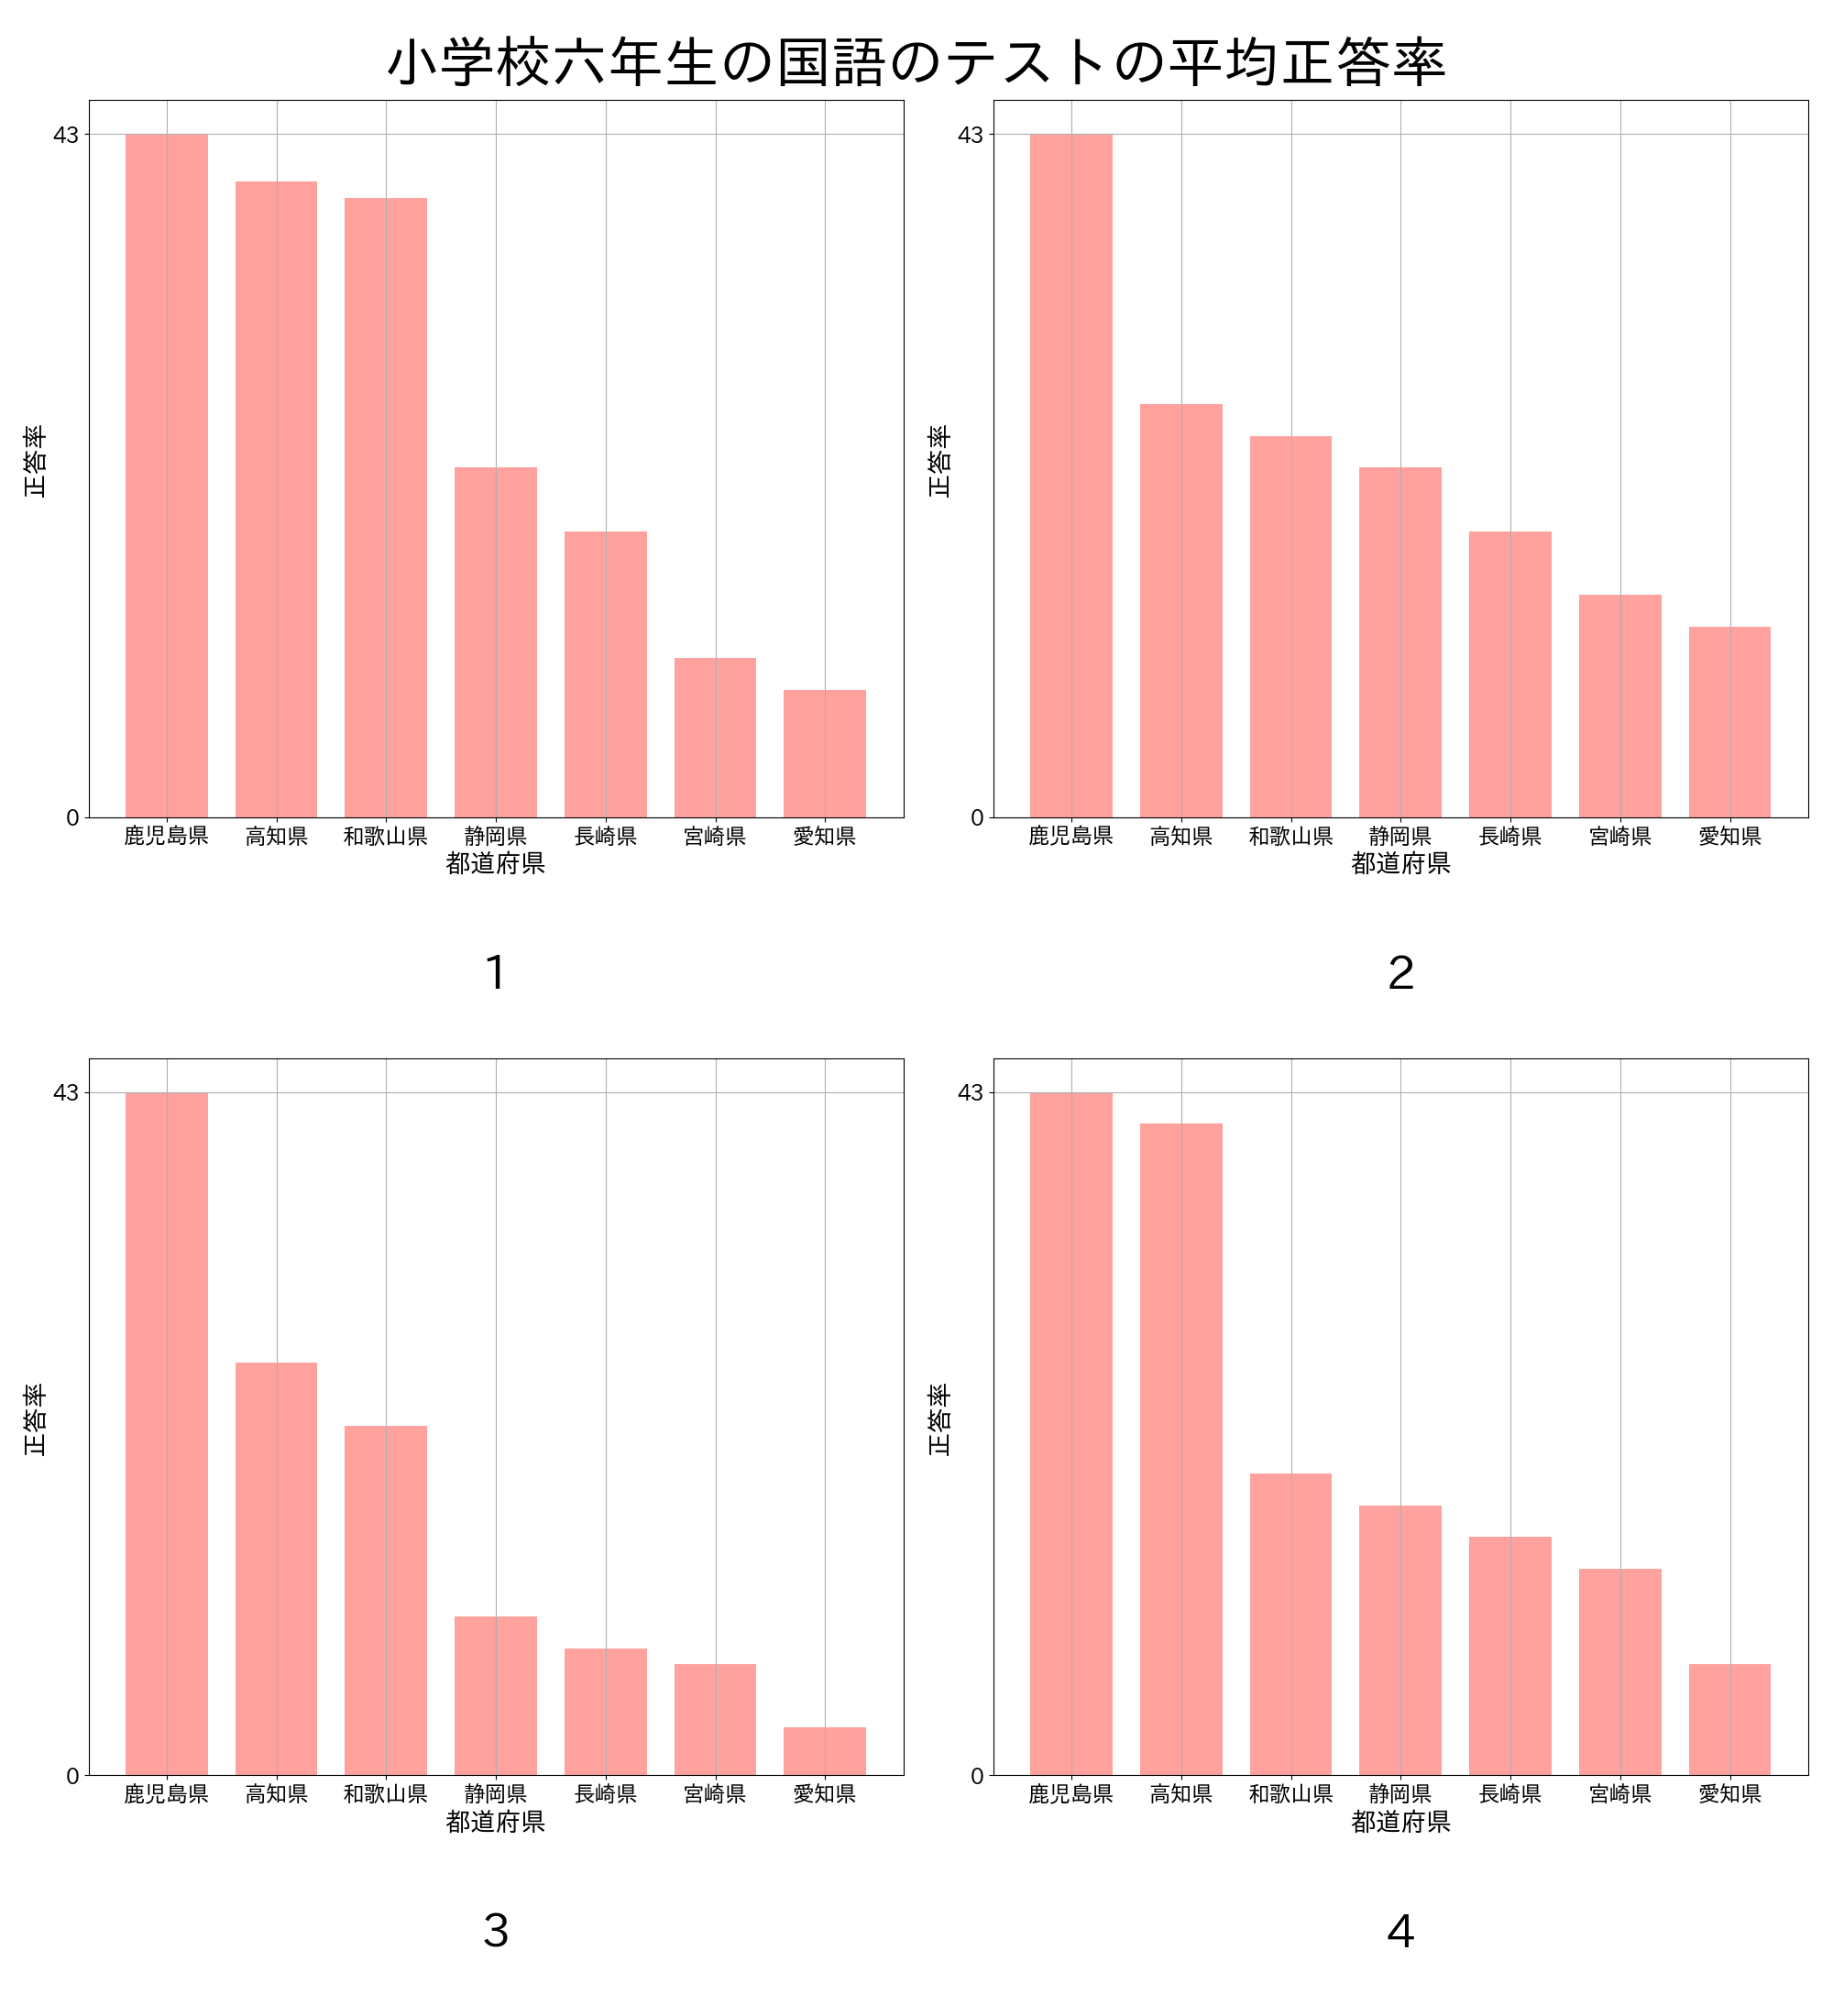 小学校六年生の国語のテストの平均正答率
43
0
正答率
鹿児島県 高知県 和歌山県 静岡県 長崎県 宮崎県 愛知県
都道府県
1
43
0
正答率
鹿児島県 高知県 和歌山県 静岡県 長崎県 宮崎県 愛知県
都道府県
2
43
0
正答率
鹿児島県 高知県 和歌山県 静岡県 長崎県 宮崎県 愛知県
都道府県
3
43
0
正答率
鹿児島県 高知県 和歌山県 静岡県 長崎県 宮崎県 愛知県
都道府県
4